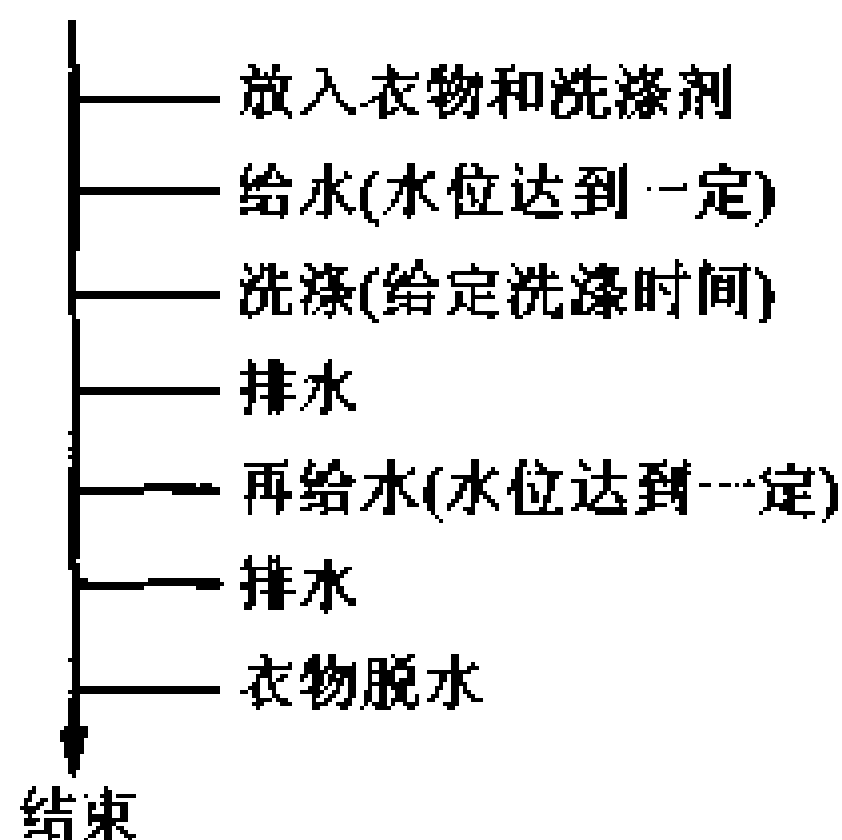 放入衣物和洗涤剂
给水(水位达到一定)
洗涤(给定洗涤时间)
排水
再给水(水位达到一定)
排水
衣物脱水
结束